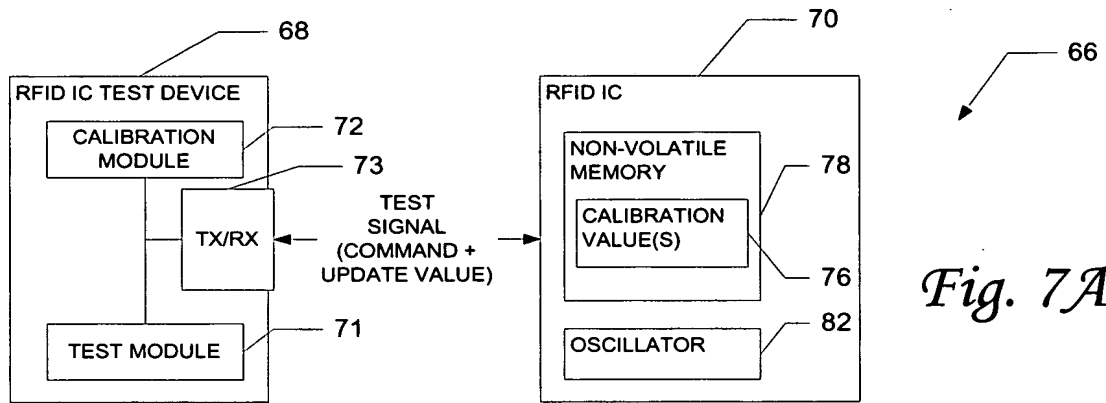 68
70
66
RFID IC TEST DEVICE
CALIBRATION
MODULE
72
73
TX/RX
TEST MODULE
71
TEST
SIGNAL
(COMMAND +
UPDATE VALUE)
RFID IC
NON-VOLATILE
MEMORY
78
CALIBRATION
VALUE(S)
76
OSCILLATOR
82
Fig. 7A